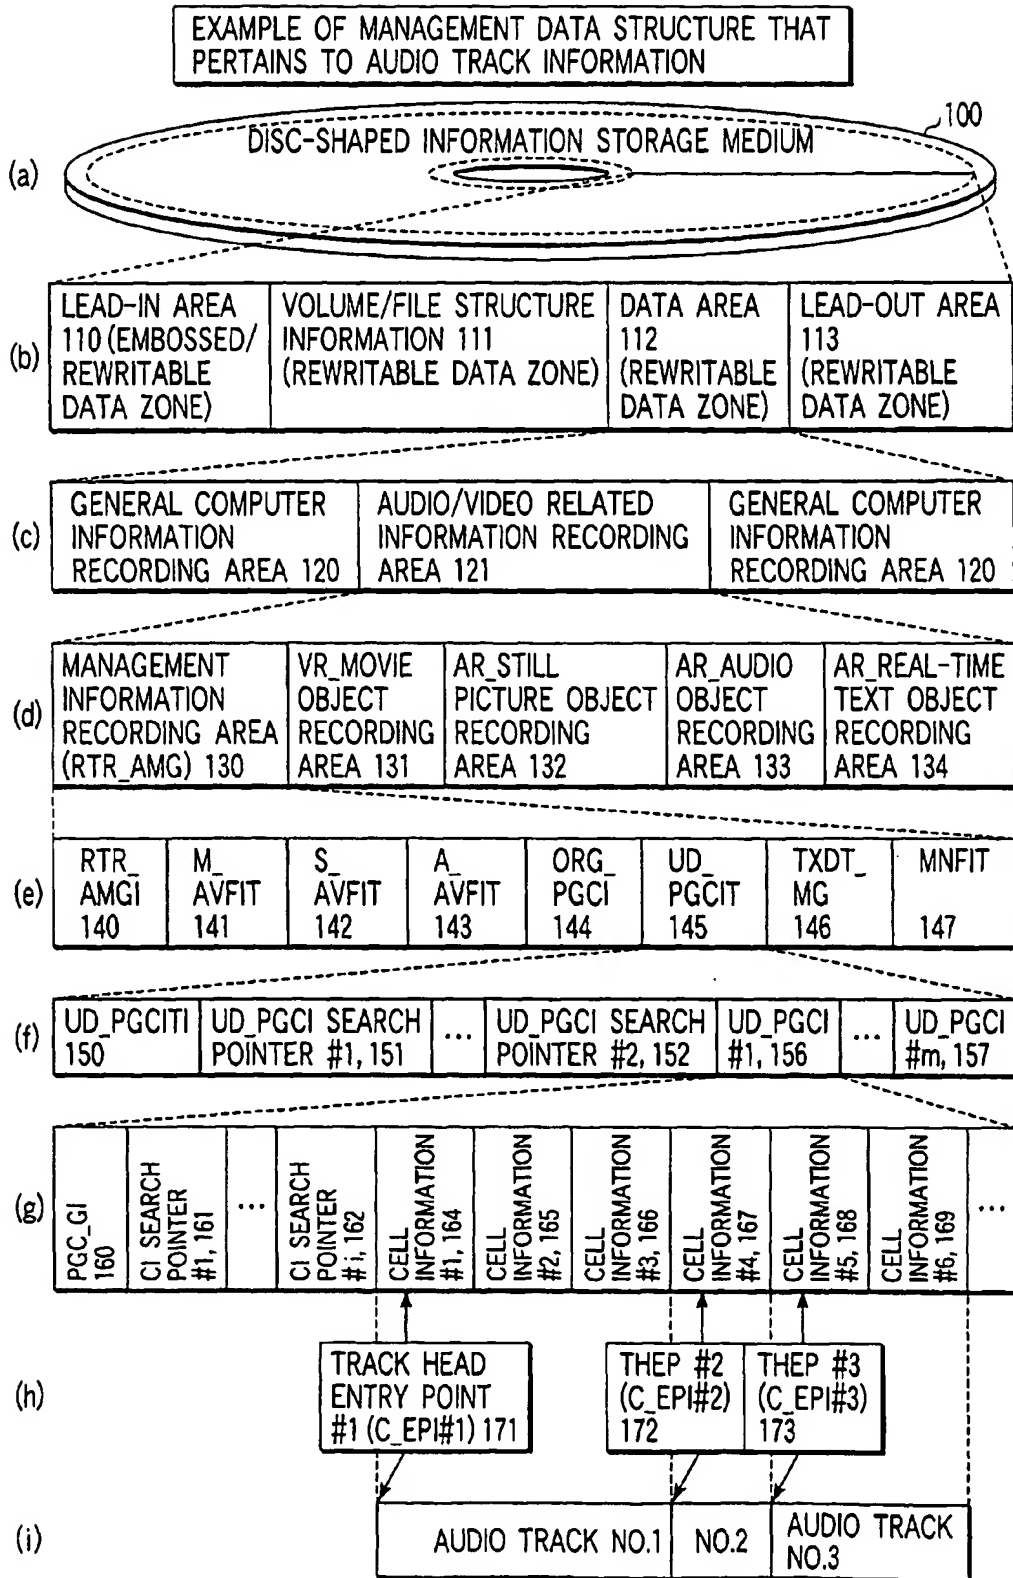 EXAMPLE OF MANAGEMENT DATA STRUCTURE THAT
PERTAINS TO AUDIO TRACK INFORMATION
100
DISC-SHAPED INFORMATION STORAGE MEDIUM
(a)
(b)
LEAD-IN AREA
110 (EMBOSSED/
REWRITABLE
DATA ZONE)
VOLUME/FILE STRUCTURE
INFORMATION 111
(REWRITABLE DATA ZONE)
DATA AREA
112
(REWRITABLE
DATA ZONE)
LEAD-OUT AREA
113
(REWRITABLE
DATA ZONE)
(c)
GENERAL COMPUTER
INFORMATION
RECORDING AREA 120
AUDIO/VIDEO RELATED
INFORMATION RECORDING
AREA 121
GENERAL COMPUTER
INFORMATION
RECORDING AREA 120
(d)
MANAGEMENT
INFORMATION
RECORDING AREA
(RTR_AMG) 130
VR_MOVIE
OBJECT
RECORDING
AREA 131
AR_STILL
PICTURE OBJECT
RECORDING
AREA 132
AR_AUDIO
OBJECT
RECORDING
AREA 133
AR_REAL-TIME
TEXT OBJECT
RECORDING
AREA 134
(e)
RTR_
AMGI
140
M_
AVFIT
141
S_
AVFIT
142
A_
AVFIT
143
ORG_
PGCI
144
UD_
PGCIT
145
TXDT_
MG
146
MNFIT
147
(f)
UD_PGCITI
150
UD_PGCI SEARCH
POINTER #1, 151
...
UD_PGCI SEARCH
POINTER #2, 152
UD_PGCI
#1, 156
...
UD_PGCI
#m, 157
(g)
PGC_GI
160
CI SEARCH
POINTER
#1, 161
...
CI SEARCH
POINTER
#i, 162
CELL
INFORMATION
#1, 164
CELL
INFORMATION
#2, 165
CELL
INFORMATION
#3, 166
CELL
INFORMATION
#4, 167
CELL
INFORMATION
#5, 168
CELL
INFORMATION
#6, 169
...
(h)
TRACK HEAD
ENTRY POINT
#1 (C_EPI#1) 171
THEP #2
(C_EPI#2)
172
THEP #3
(C_EPI#3)
173
(i)
AUDIO TRACK NO.1
NO.2
AUDIO TRACK
NO.3